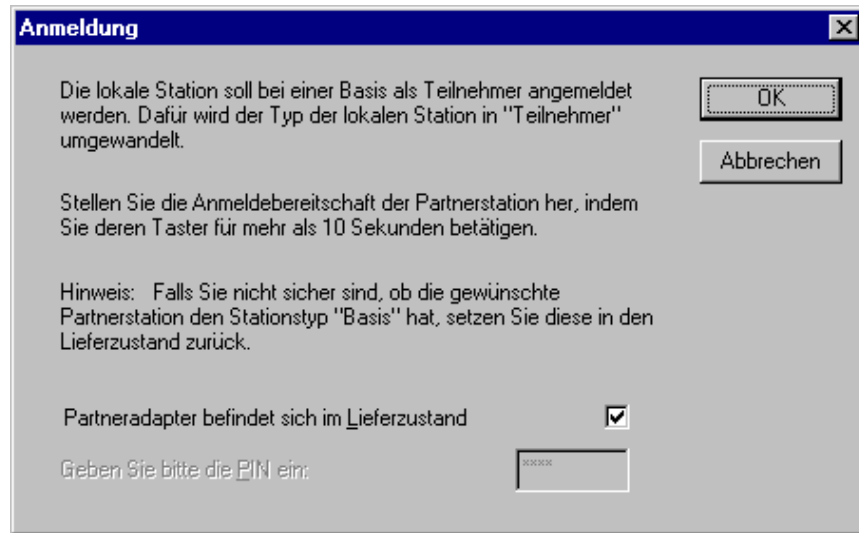 Anmeldung
Die lokale Station soll bei einer Basis als Teilnehmer angemeldet
werden. Dafür wird der Typ der lokalen Station in "Teilnehmer"
umgewandelt.
OK
Abbrechen
Stellen Sie die Anmeldebereitschaft der Partnerstation her, indem
Sie deren Taster für mehr als 10 Sekunden betätigen.
Hinweis: Falls Sie nicht sicher sind, ob die gewünschte
Partnerstation den Stationstyp "Basis" hat, setzen Sie diese in den
Lieferzustand zurück.
Partneradapter befindet sich im Lieferzustand
Geben Sie bitte die PIN ein: ****